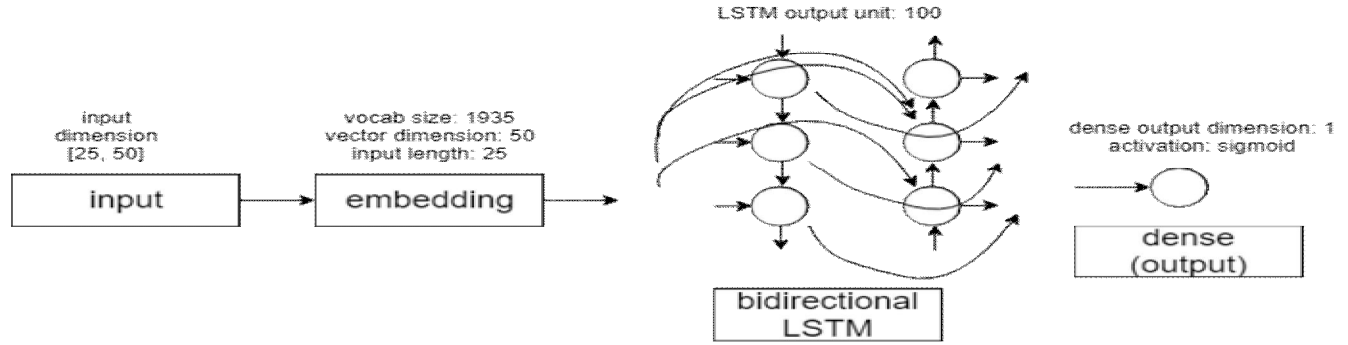 LSTM output unit: 100
input
dimension
[25, 50]
input
vocab size: 1935
vector dimension: 50
input length: 25
embedding
bidirectional
LSTM
dense output dimension: 1
activation: sigmoid
dense
(output)